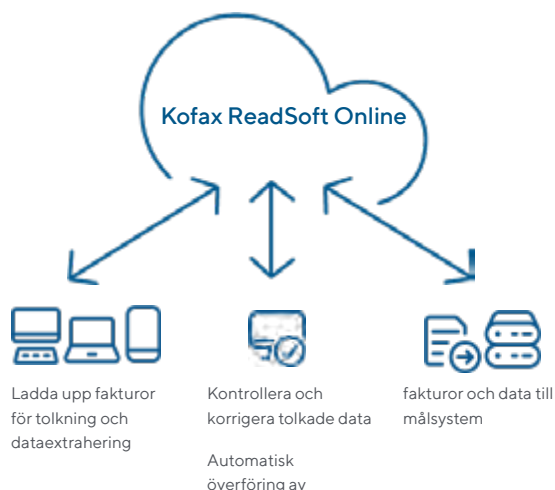 Kofax ReadSoft Online
Ladda upp fakturor
för tolkning och
dataextrahering
Kontrollera och
korrigera tolkade data
Automatisk
överföring av
fakturor och data till
målsystem